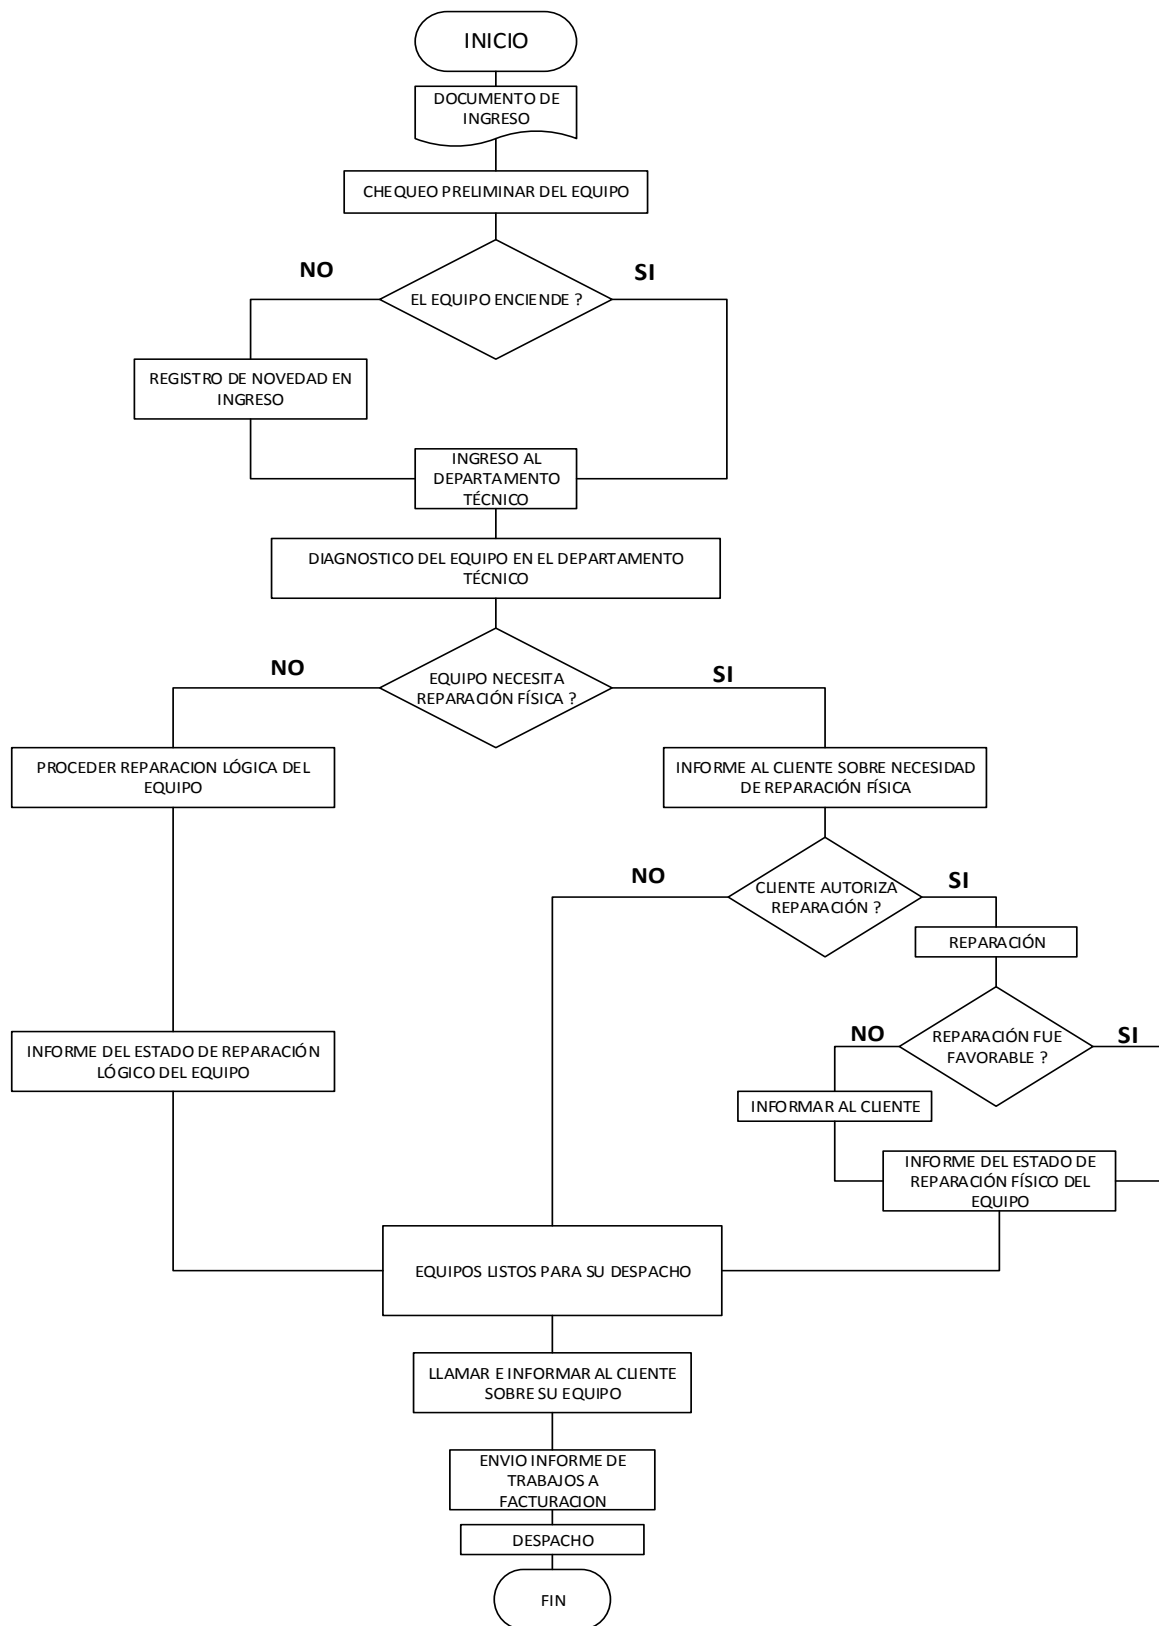 INICIO
DOCUMENTO DE
INGRESO
CHEQUEO PRELIMINAR DEL EQUIPO
NO
SI
EL EQUIPO ENCIENDE ?
REGISTRO DE NOVEDAD EN
INGRESO
INGRESO AL
DEPARTAMENTO
TÉCNICO
DIAGNOSTICO DEL EQUIPO EN EL DEPARTAMENTO
TÉCNICO
NO
SI
EQUIPO NECESITA
REPARACIÓN FÍSICA ?
PROCEDER REPARACION LÓGICA DEL
EQUIPO
INFORME AL CLIENTE SOBRE NECESIDAD
DE REPARACIÓN FÍSICA
NO
SI
CLIENTE AUTORIZA
REPARACIÓN ?
REPARACIÓN
NO
SI
REPARACIÓN FUE
FAVORABLE ?
INFORME DEL ESTADO DE REPARACIÓN
LÓGICO DEL EQUIPO
INFORMAR AL CLIENTE
INFORME DEL ESTADO DE
REPARACIÓN FÍSICO DEL
EQUIPO
EQUIPOS LISTOS PARA SU DESPACHO
LLAMAR E INFORMAR AL CLIENTE
SOBRE SU EQUIPO
ENVIO INFORME DE
TRABAJOS A
FACTURACION
DESPACHO
FIN